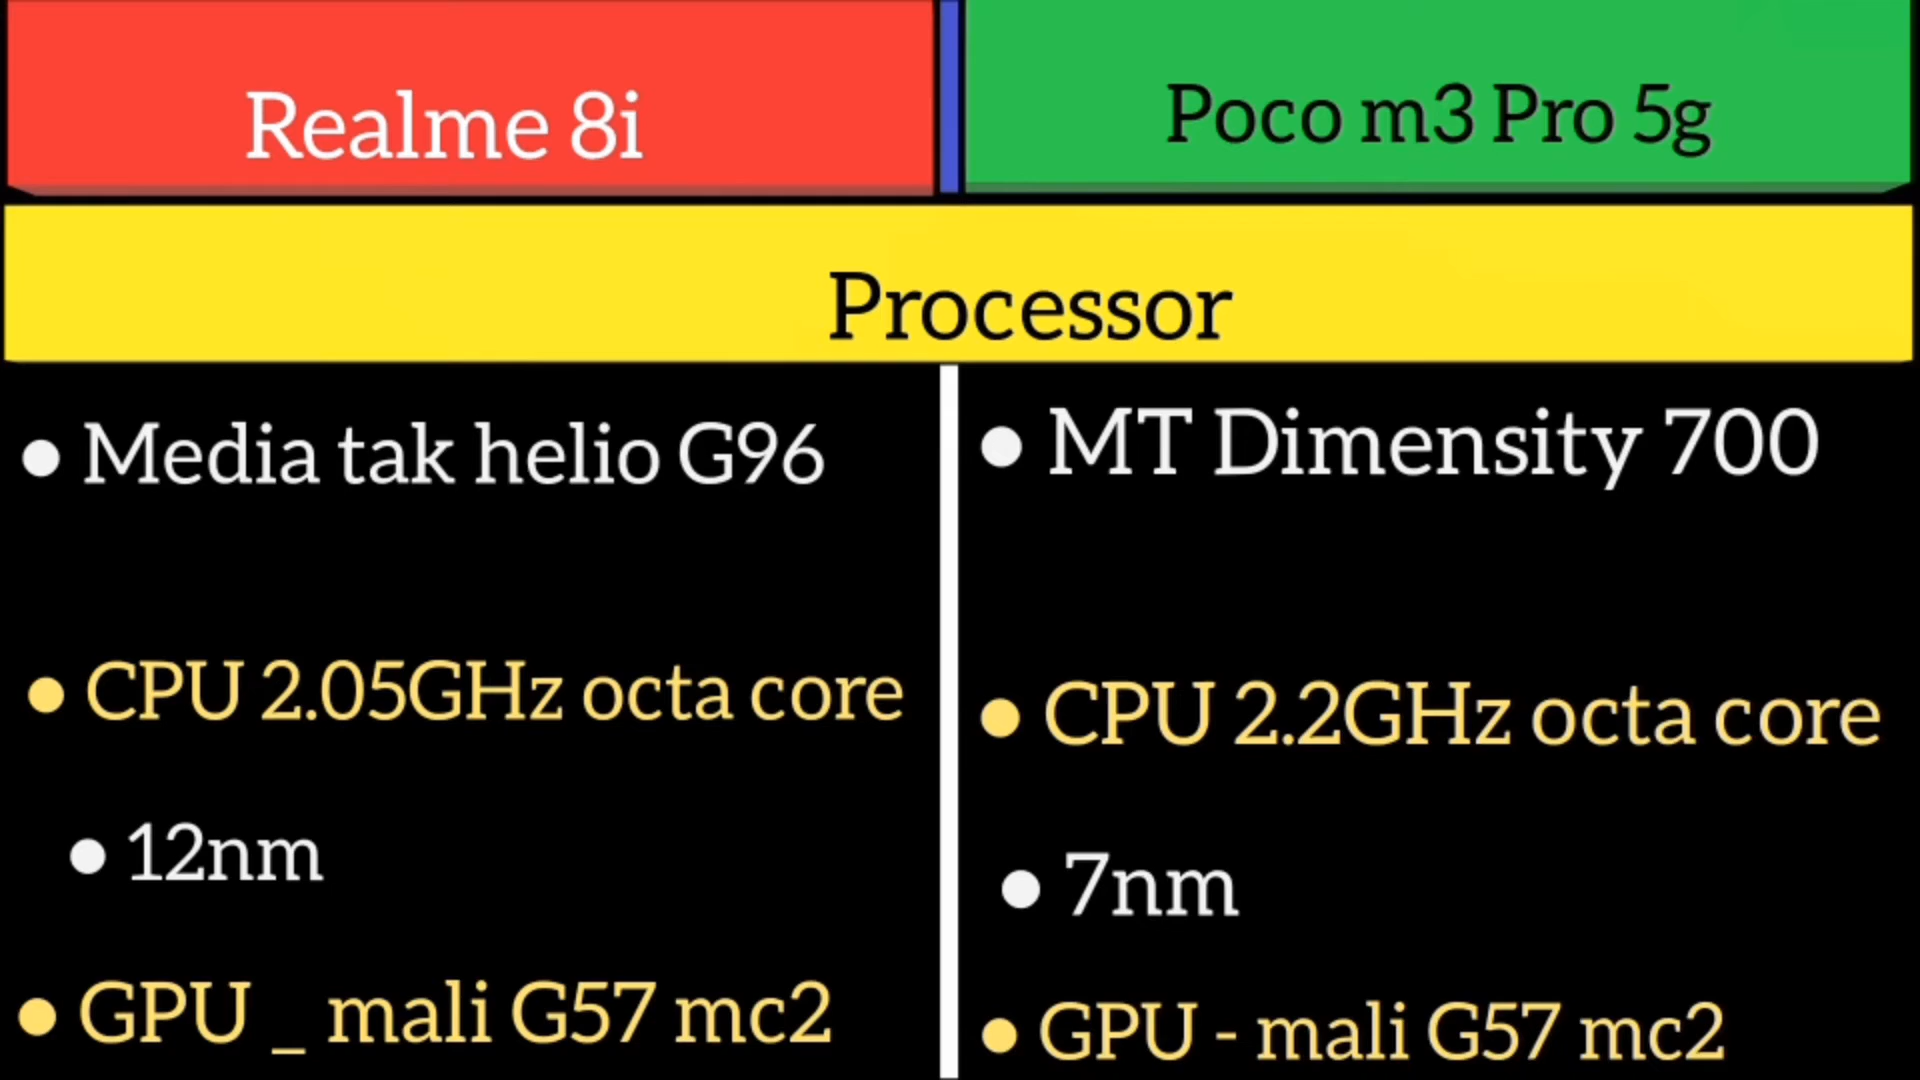 Realme 8i
Poco m3 Pro 5g
Processor
• Media tak helio G96
• CPU 2.05GHz octa core
• 12nm
• GPU _ mali G57 mc2
• MT Dimensity 700
• CPU 2.2GHz octa core
• 7nm
• GPU - mali G57 mc2